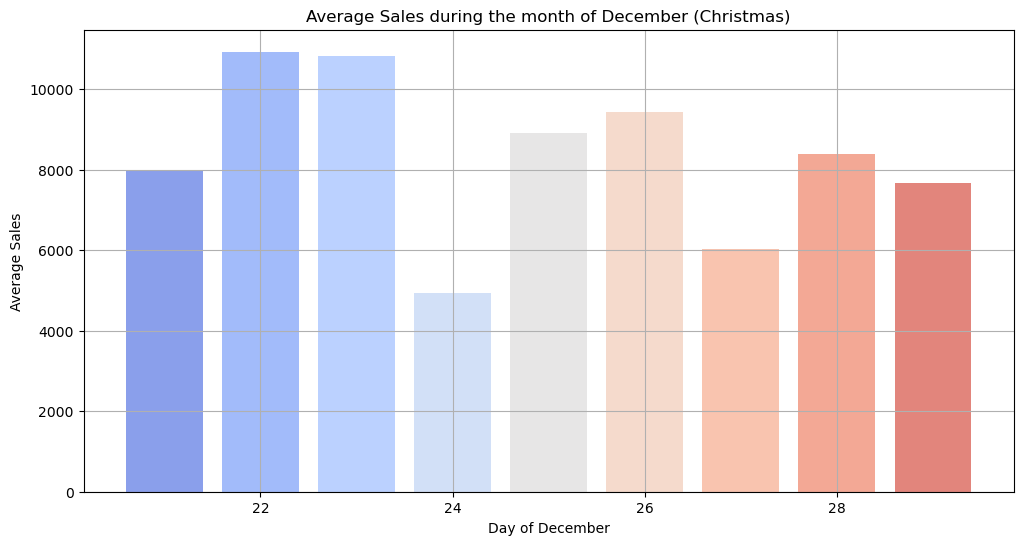 Average Sales during the month of December (Christmas)
10000
8000
6000
4000
2000
0
Average Sales
22 24 26 28
Day of December